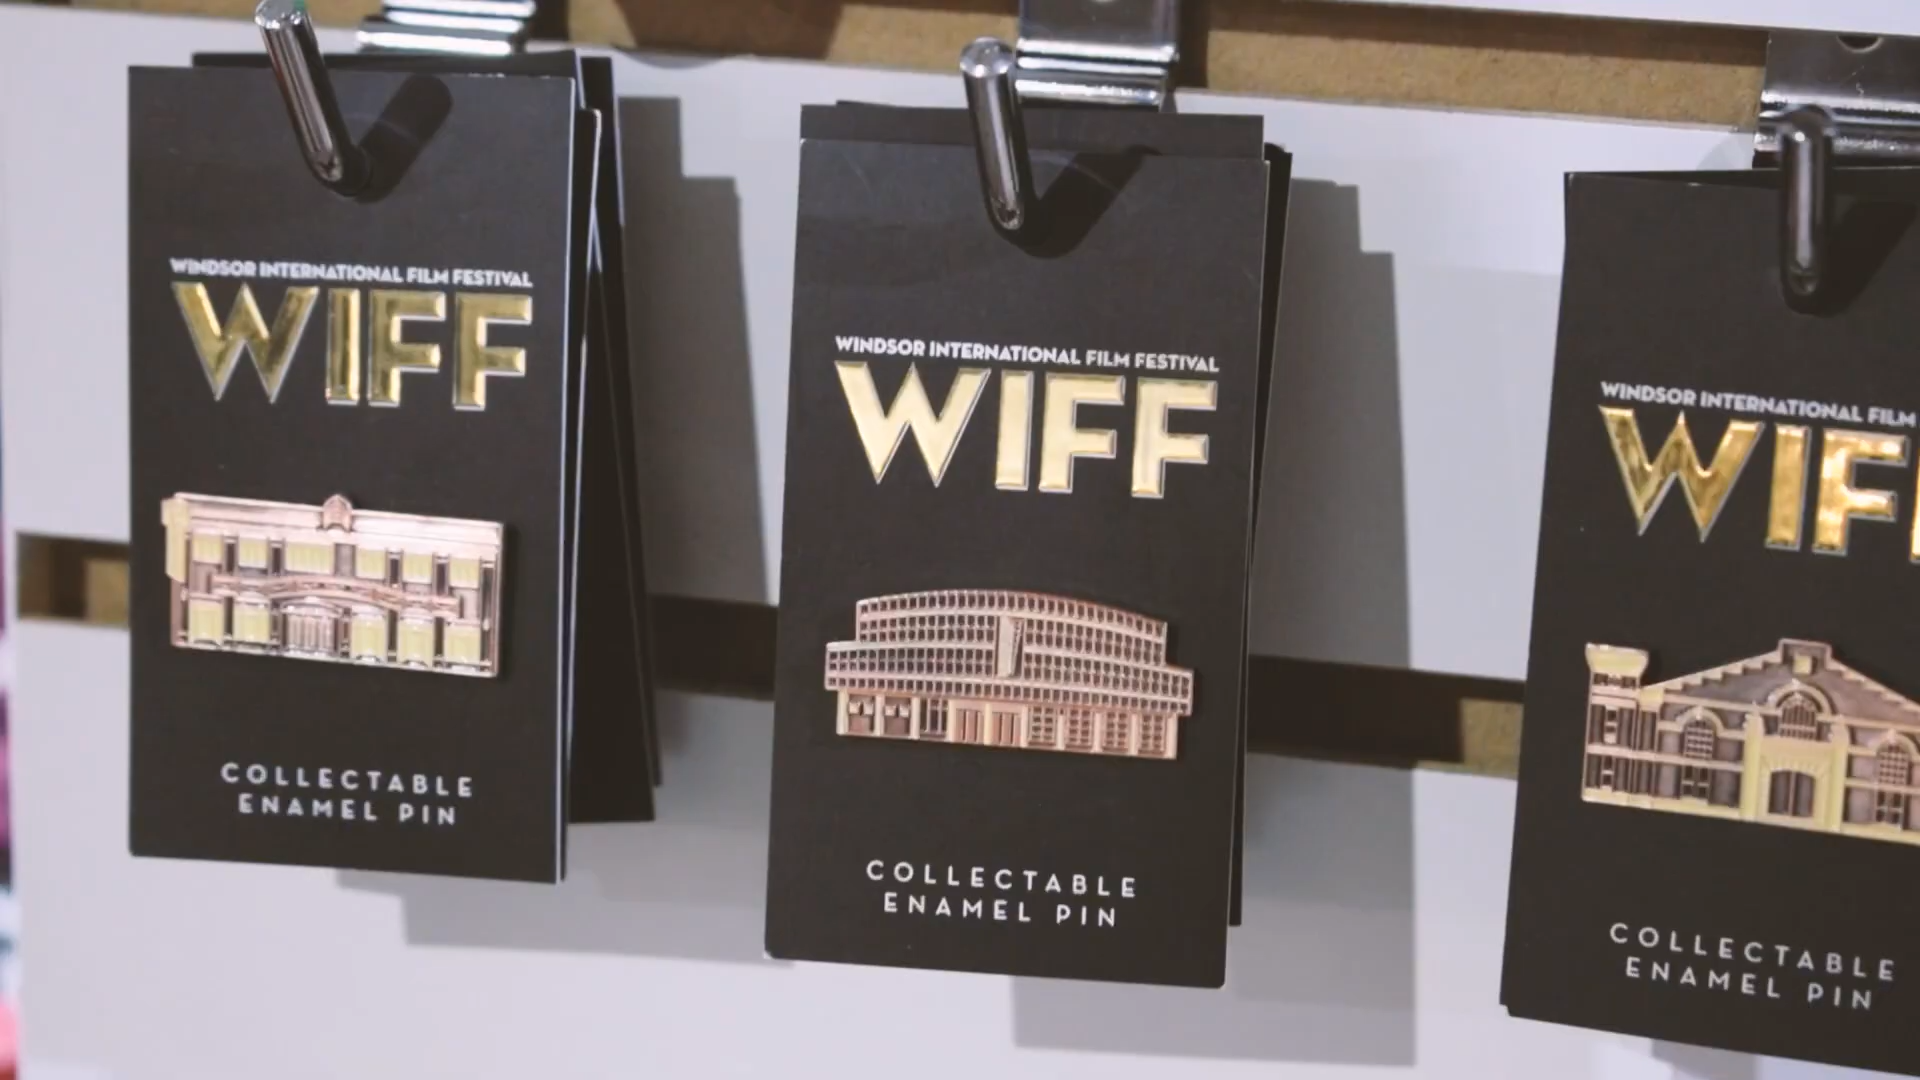 WINDSOR INTERNATIONAL FILM FESTIVAL
WIFF
COLLECTABLE
ENAMEL PIN
WINDSOR INTERNATIONAL FILM FESTIVAL
WIFF
COLLECTABLE
ENAMEL PIN
WINDSOR INTERNATIONAL FILM
WIF
COLLECTABLE
ENAMEL PIN